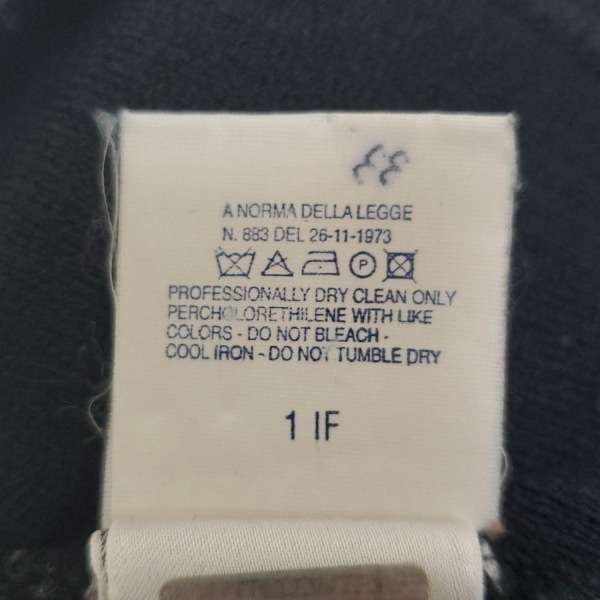 33
A NORMA DELLA LEGGE
N. 883 DEL 26-11-1973
P
PROFESSIONALLY DRY CLEAN ONLY
PERCHLORETHILENE WITH LIKE
COLORS - DO NOT BLEACH -
COOL IRON - DO NOT TUMBLE DRY
1 IF